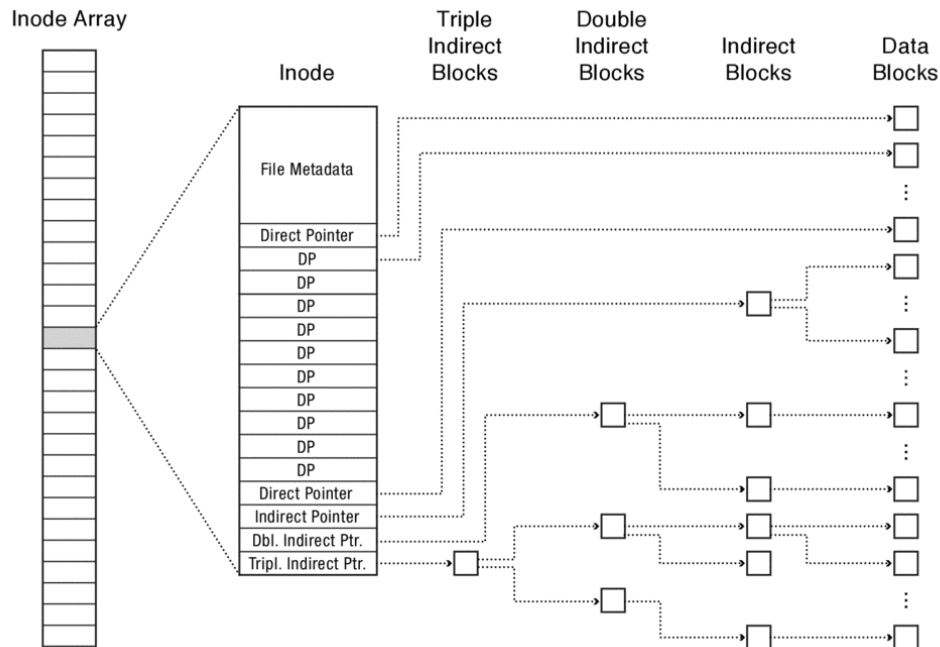 Inode Array
Inode
Triple
Indirect
Blocks
Double
Indirect
Blocks
Indirect
Blocks
Data
Blocks
File Metadata
Direct Pointer
DP
DP
DP
DP
DP
DP
DP
DP
DP
DP
Direct Pointer
Indirect Pointer
Dbl. Indirect Ptr.
Tripl. Indirect Ptr.